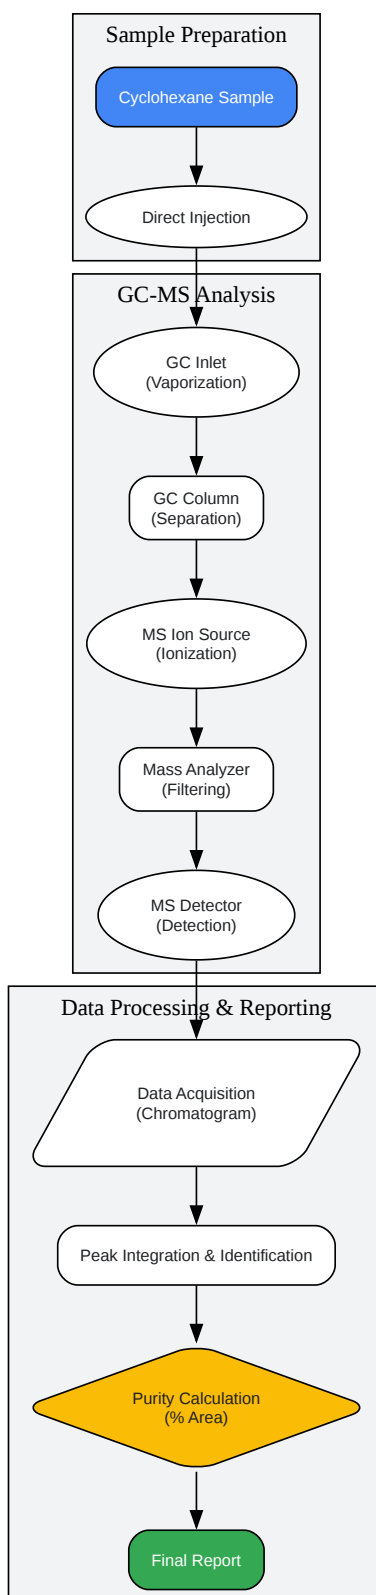 Sample Preparation
Cyclohexane Sample
Direct Injection
GC-MS Analysis
GC Inlet
(Vaporization)
GC Column
(Separation)
MS Ion Source
(Ionization)
Mass Analyzer
(Filtering)
MS Detector
(Detection)
Data Processing & Reporting
Data Acquisition
(Chromatogram)
Peak Integration & Identification
Purity Calculation
(% Area)
Final Report